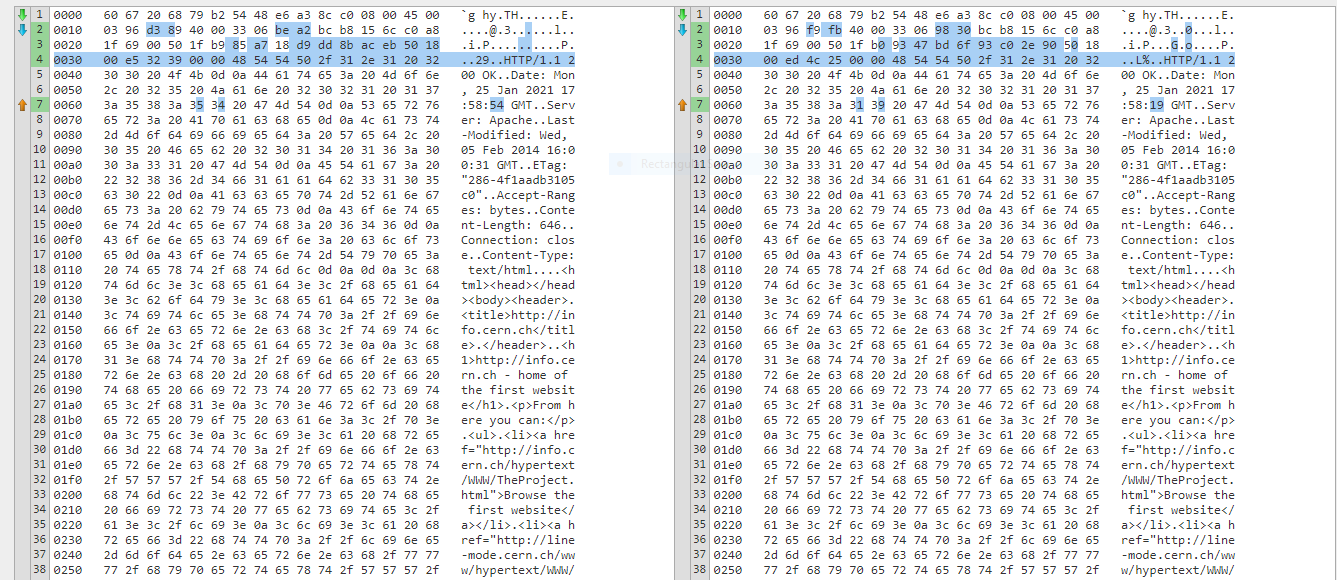 1 0000 60 67 20 68 79 b2 54 48 e6 a3 8c c0 08 00 45 00 `g hy.TH......E.
2 0010 03 96 d3 89 40 00 33 06 be a2 bc b8 15 6c c0 a8 ....@.3......l..
3 0020 1f 69 00 50 1f b9 85 a7 18 d9 dd 8b ac eb 50 18 .i.P..........P.
4 0030 00 e5 32 39 00 00 48 54 54 50 2f 31 2e 31 20 32 ..29..HTTP/1.1 2
5 0040 30 30 20 4f 4b 0d 0a 44 61 74 65 3a 20 4d 6f 6e 00 OK..Date: Mon
6 0050 2c 20 32 35 20 4a 61 6e 20 32 30 32 31 20 31 37 , 25 Jan 2021 17
7 0060 3a 35 38 3a 35 34 20 47 4d 54 0d 0a 53 65 72 76 :58:54 GMT..Serv
8 0070 65 72 3a 20 41 70 61 63 68 65 0d 0a 4c 61 73 74 er: Apache..Last
9 0080 2d 4d 6f 64 69 66 69 65 64 3a 20 57 65 64 2c 20 -Modified: Wed,
10 0090 30 35 20 46 65 62 20 32 30 31 34 20 31 36 3a 30 05 Feb 2014 16:0
11 00a0 30 3a 33 31 20 47 4d 54 0d 0a 45 54 61 67 3a 20 0:31 GMT..ETag:
12 00b0 22 32 38 36 2d 34 66 31 61 61 64 62 33 31 30 35 "286-4f1aadb3105
13 00c0 63 30 22 0d 0a 41 63 63 65 70 74 2d 52 61 6e 67 c0"..Accept-Rang
14 00d0 65 73 3a 20 62 79 74 65 73 0d 0a 43 6f 6e 74 65 es: bytes..Conte
15 00e0 6e 74 2d 4c 65 6e 67 74 68 3a 20 36 34 36 0d 0a nt-Length: 646..
16 00f0 43 6f 6e 6e 65 63 74 69 6f 6e 3a 20 63 6c 6f 73 Connection: clos
17 0100 65 0d 0a 43 6f 6e 74 65 6e 74 2d 54 79 70 65 3a e..Content-Type:
18 0110 20 74 65 78 74 2f 68 74 6d 6c 0d 0a 0d 0a 3c 68 text/html....<h
19 0120 74 6d 6c 3e 3c 68 65 61 64 3e 3c 2f 68 65 61 64 tml><head></head
20 0130 3e 3c 62 6f 64 79 3e 3c 68 65 61 64 65 72 3e 0a ><body><header>.
21 0140 3c 74 69 74 6c 65 3e 68 74 74 70 3a 2f 2f 69 6e <title>http://in
22 0150 66 6f 2e 63 65 72 6e 2e 63 68 3c 2f 74 69 74 6c fo.cern.ch</titl
23 0160 65 3e 0a 3c 2f 68 65 61 64 65 72 3e 0a 0a 3c 68 e>.</header>..<h
24 0170 31 3e 68 74 74 70 3a 2f 2f 69 6e 66 6f 2e 63 65 1>http://info.ce
25 0180 72 6e 2e 63 68 20 2d 20 68 6f 6d 65 20 6f 66 20 rn.ch - home of
26 0190 74 68 65 20 66 69 72 73 74 20 77 65 62 73 69 74 the first websit
27 01a0 65 3c 2f 68 31 3e 0a 3c 70 3e 46 72 6f 6d 20 68 e</h1>.<p>From h
28 01b0 65 72 65 20 79 6f 75 20 63 61 6e 3a 3c 2f 70 3e ere you can:</p>
29 01c0 0a 3c 75 6c 3e 0a 3c 6c 69 3e 3c 61 20 68 72 65 .<ul>.<li><a hre
30 01d0 66 3d 22 68 74 74 70 3a 2f 2f 69 6e 66 6f 2e 63 f="http://info.c
31 01e0 65 72 6e 2e 63 68 2f 68 79 70 65 72 74 65 78 74 ern.ch/hypertext
32 01f0 2f 57 57 57 2f 54 68 65 50 72 6f 6a 65 63 74 2e /WWW/TheProject.
33 0200 68 74 6d 6c 22 3e 42 72 6f 77 73 65 20 74 68 65 html">Browse the
34 0210 20 66 69 72 73 74 20 77 65 62 73 69 74 65 3c 2f first website</
35 0220 61 3e 3c 2f 6c 69 3e 0a 3c 6c 69 3e 3c 61 20 68 a></li>.<li><a h
36 0230 72 65 66 3d 22 68 74 74 70 3a 2f 2f 6c 69 6e 65 ref="http://line
37 0240 2d 6d 6f 64 65 2e 63 65 72 6e 2e 63 68 2f 77 77 -mode.cern.ch/ww
38 0250 77 2f 68 79 70 65 72 74 65 78 74 2f 57 57 57 2f w/hypertext/WWW/
1 0000 60 67 20 68 79 b2 54 48 e6 a3 8c c0 08 00 45 00 `g hy.TH......E.
2 0010 03 96 f9 fb 40 00 33 06 98 30 bc b8 15 6c c0 a8 ....@.3..0...l..
3 0020 1f 69 00 50 1f b0 93 47 bd 6f 93 c0 2e 90 50 18 .i.P...G.o....P.
4 0030 00 ed 4c 25 00 00 48 54 54 50 2f 31 2e 31 20 32 ..L%..HTTP/1.1 2
5 0040 30 30 20 4f 4b 0d 0a 44 61 74 65 3a 20 4d 6f 6e 00 OK..Date: Mon
6 0050 2c 20 32 35 20 4a 61 6e 20 32 30 32 31 20 31 37 , 25 Jan 2021 17
7 0060 3a 35 38 3a 31 39 20 47 4d 54 0d 0a 53 65 72 76 :58:19 GMT..Serv
8 0070 65 72 3a 20 41 70 61 63 68 65 0d 0a 4c 61 73 74 er: Apache..Last
9 0080 2d 4d 6f 64 69 66 69 65 64 3a 20 57 65 64 2c 20 -Modified: Wed,
10 0090 30 35 20 46 65 62 20 32 30 31 34 20 31 36 3a 30 05 Feb 2014 16:0
11 00a0 30 3a 33 31 20 47 4d 54 0d 0a 45 54 61 67 3a 20 0:31 GMT..ETag:
12 00b0 22 32 38 36 2d 34 66 31 61 61 64 62 33 31 30 35 "286-4f1aadb3105
13 00c0 63 30 22 0d 0a 41 63 63 65 70 74 2d 52 61 6e 67 c0"..Accept-Rang
14 00d0 65 73 3a 20 62 79 74 65 73 0d 0a 43 6f 6e 74 65 es: bytes..Conte
15 00e0 6e 74 2d 4c 65 6e 67 74 68 3a 20 36 34 36 0d 0a nt-Length: 646..
16 00f0 43 6f 6e 6e 65 63 74 69 6f 6e 3a 20 63 6c 6f 73 Connection: clos
17 0100 65 0d 0a 43 6f 6e 74 65 6e 74 2d 54 79 70 65 3a e..Content-Type:
18 0110 20 74 65 78 74 2f 68 74 6d 6c 0d 0a 0d 0a 3c 68 text/html....<h
19 0120 74 6d 6c 3e 3c 68 65 61 64 3e 3c 2f 68 65 61 64 tml><head></head
20 0130 3e 3c 62 6f 64 79 3e 3c 68 65 61 64 65 72 3e 0a ><body><header>.
21 0140 3c 74 69 74 6c 65 3e 68 74 74 70 3a 2f 2f 69 6e <title>http://in
22 0150 66 6f 2e 63 65 72 6e 2e 63 68 3c 2f 74 69 74 6c fo.cern.ch</titl
23 0160 65 3e 0a 3c 2f 68 65 61 64 65 72 3e 0a 0a 3c 68 e>.</header>..<h
24 0170 31 3e 68 74 74 70 3a 2f 2f 69 6e 66 6f 2e 63 65 1>http://info.ce
25 0180 72 6e 2e 63 68 20 2d 20 68 6f 6d 65 20 6f 66 20 rn.ch - home of
26 0190 74 68 65 20 66 69 72 73 74 20 77 65 62 73 69 74 the first websit
27 01a0 65 3c 2f 68 31 3e 0a 3c 70 3e 46 72 6f 6d 20 68 e</h1>.<p>From h
28 01b0 65 72 65 20 79 6f 75 20 63 61 6e 3a 3c 2f 70 3e ere you can:</p>
29 01c0 0a 3c 75 6c 3e 0a 3c 6c 69 3e 3c 61 20 68 72 65 .<ul>.<li><a hre
30 01d0 66 3d 22 68 74 74 70 3a 2f 2f 69 6e 66 6f 2e 63 f="http://info.c
31 01e0 65 72 6e 2e 63 68 2f 68 79 70 65 72 74 65 78 74 ern.ch/hypertext
32 01f0 2f 57 57 57 2f 54 68 65 50 72 6f 6a 65 63 74 2e /WWW/TheProject.
33 0200 68 74 6d 6c 22 3e 42 72 6f 77 73 65 20 74 68 65 html">Browse the
34 0210 20 66 69 72 73 74 20 77 65 62 73 69 74 65 3c 2f first website</
35 0220 61 3e 3c 2f 6c 69 3e 0a 3c 6c 69 3e 3c 61 20 68 a></li>.<li><a h
36 0230 72 65 66 3d 22 68 74 74 70 3a 2f 2f 6c 69 6e 65 ref="http://line
37 0240 2d 6d 6f 64 65 2e 63 65 72 6e 2e 63 68 2f 77 77 -mode.cern.ch/ww
38 0250 77 2f 68 79 70 65 72 74 65 78 74 2f 57 57 57 2f w/hypertext/WWW/